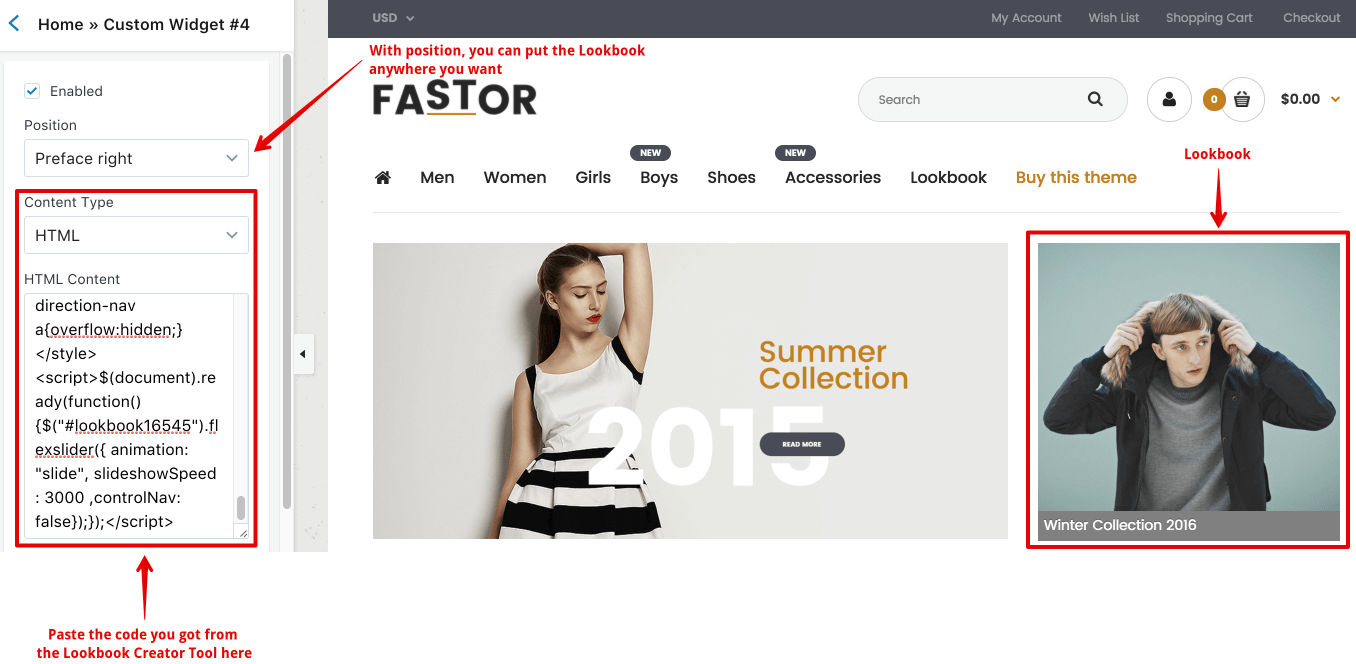 Home » Custom Widget #4
Enabled
Position
Preface right
Content Type
HTML
HTML Content
direction-nav
a{overflow:hidden;}
</style>
<script>$(document).re
ady(function()
{$("#lookbook16545").fl
exslider({ animation:
"slide", slideshowSpeed
: 3000 ,controlNav:
false});});</script>
Paste the code you got from
the Lookbook Creator Tool here
USD
My Account Wish List Shopping Cart Checkout
With position, you can put the Lookbook
anywhere you want
FASTOR
Search
0
$0.00
NEW NEW
Men Women Girls Boys Shoes Accessories Lookbook Buy this theme
Lookbook
Summer
Collection
2015
READ MORE
Winter Collection 2016